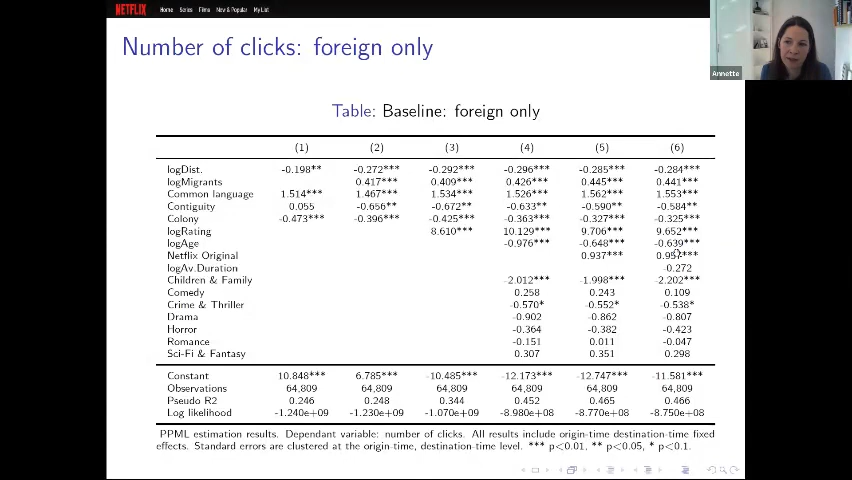 NETFLIX Home Series Films New & Popular My List
Annette
Number of clicks: foreign only
Table: Baseline: foreign only
(1) (2) (3) (4) (5) (6)
logDist. -0.198** -0.272*** -0.292*** -0.296*** -0.285*** -0.284***
logMigrants 0.417*** 0.409*** 0.426*** 0.445*** 0.441***
Common language 1.514*** 1.467*** 1.534*** 1.526*** 1.562*** 1.553***
Contiguity 0.055 -0.656** -0.672** -0.633** -0.590** -0.584**
Colony -0.473*** -0.396*** -0.425*** -0.363*** -0.327*** -0.325***
logRating 8.610*** 10.129*** 9.706*** 9.652***
logAge -0.976*** -0.648*** -0.639***
Netflix Original 0.937***
logAv.Duration -0.272
Children & Family -2.012*** -1.998*** -2.202***
Comedy 0.258 0.243 0.109
Crime & Thriller -0.570* -0.552* -0.538*
Drama -0.902 -0.862 -0.807
Horror -0.364 -0.382 -0.423
Romance -0.151 0.011 -0.047
Sci-Fi & Fantasy 0.307 0.351 0.298
Constant 10.848*** 6.785*** -10.485*** -12.173*** -12.747*** -11.581***
Observations 64,809 64,809 64,809 64,809 64,809 64,809
Pseudo R2 0.246 0.248 0.344 0.452 0.465 0.466
Log likelihood -1.240e+09 -1.230e+09 -1.070e+09 -8.980e+08 -8.770e+08 -8.750e+08
PPML estimation results. Dependant variable: number of clicks. All results include origin-time destination-time fixed
effects. Standard errors are clustered at the origin-time, destination-time level. *** p<0.01, ** p<0.05, * p<0.1.